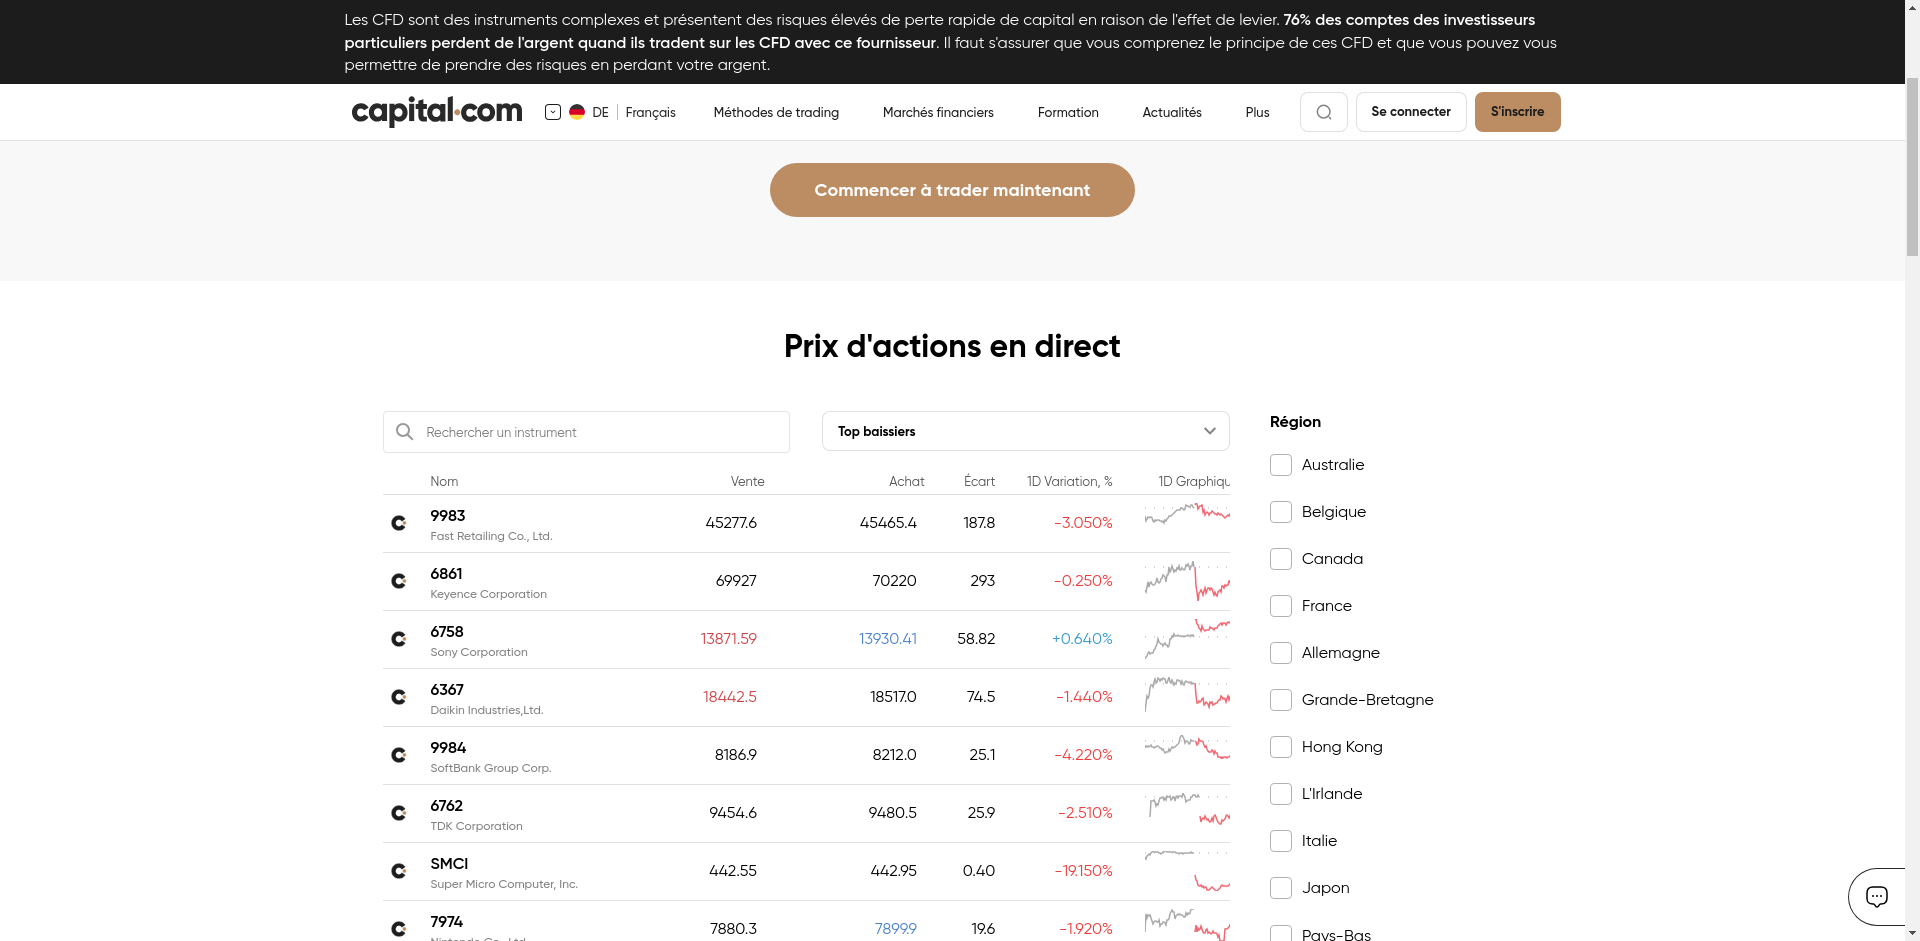 Les CFD sont des instruments complexes et présentent des risques élevés de perte rapide de capital en raison de l'effet de levier. 76% des comptes des investisseurs
particuliers perdent de l'argent quand ils tradent sur les CFD avec ce fournisseur. Il faut s'assurer que vous comprenez le principe de ces CFD et que vous pouvez vous
permettre de prendre des risques en perdant votre argent.
capital.com DE Français Méthodes de trading Marchés financiers Formation Actualités Plus Se connecter S'inscrire
Commencer à trader maintenant
Prix d'actions en direct
Rechercher un instrument Top baissiers
Nom Vente Achat Écart 1D Variation, % 1D Graphiqu
9983
Fast Retailing Co., Ltd. 45277.6 45465.4 187.8 -3.050%
6861
Keyence Corporation 69927 70220 293 -0.250%
6758
Sony Corporation 13871.59 13930.41 58.82 +0.640%
6367
Daikin Industries,Ltd. 18442.5 18517.0 74.5 -1.440%
9984
SoftBank Group Corp. 8186.9 8212.0 25.1 -4.220%
6762
TDK Corporation 9454.6 9480.5 25.9 -2.510%
SMCI
Super Micro Computer, Inc. 442.55 442.95 0.40 -19.150%
7974
Nintendo Co., Ltd. 7880.3 7899.9 19.6 -1.920%
Région
Australie
Belgique
Canada
France
Allemagne
Grande-Bretagne
Hong Kong
L'Irlande
Italie
Japon
Pays-Bas